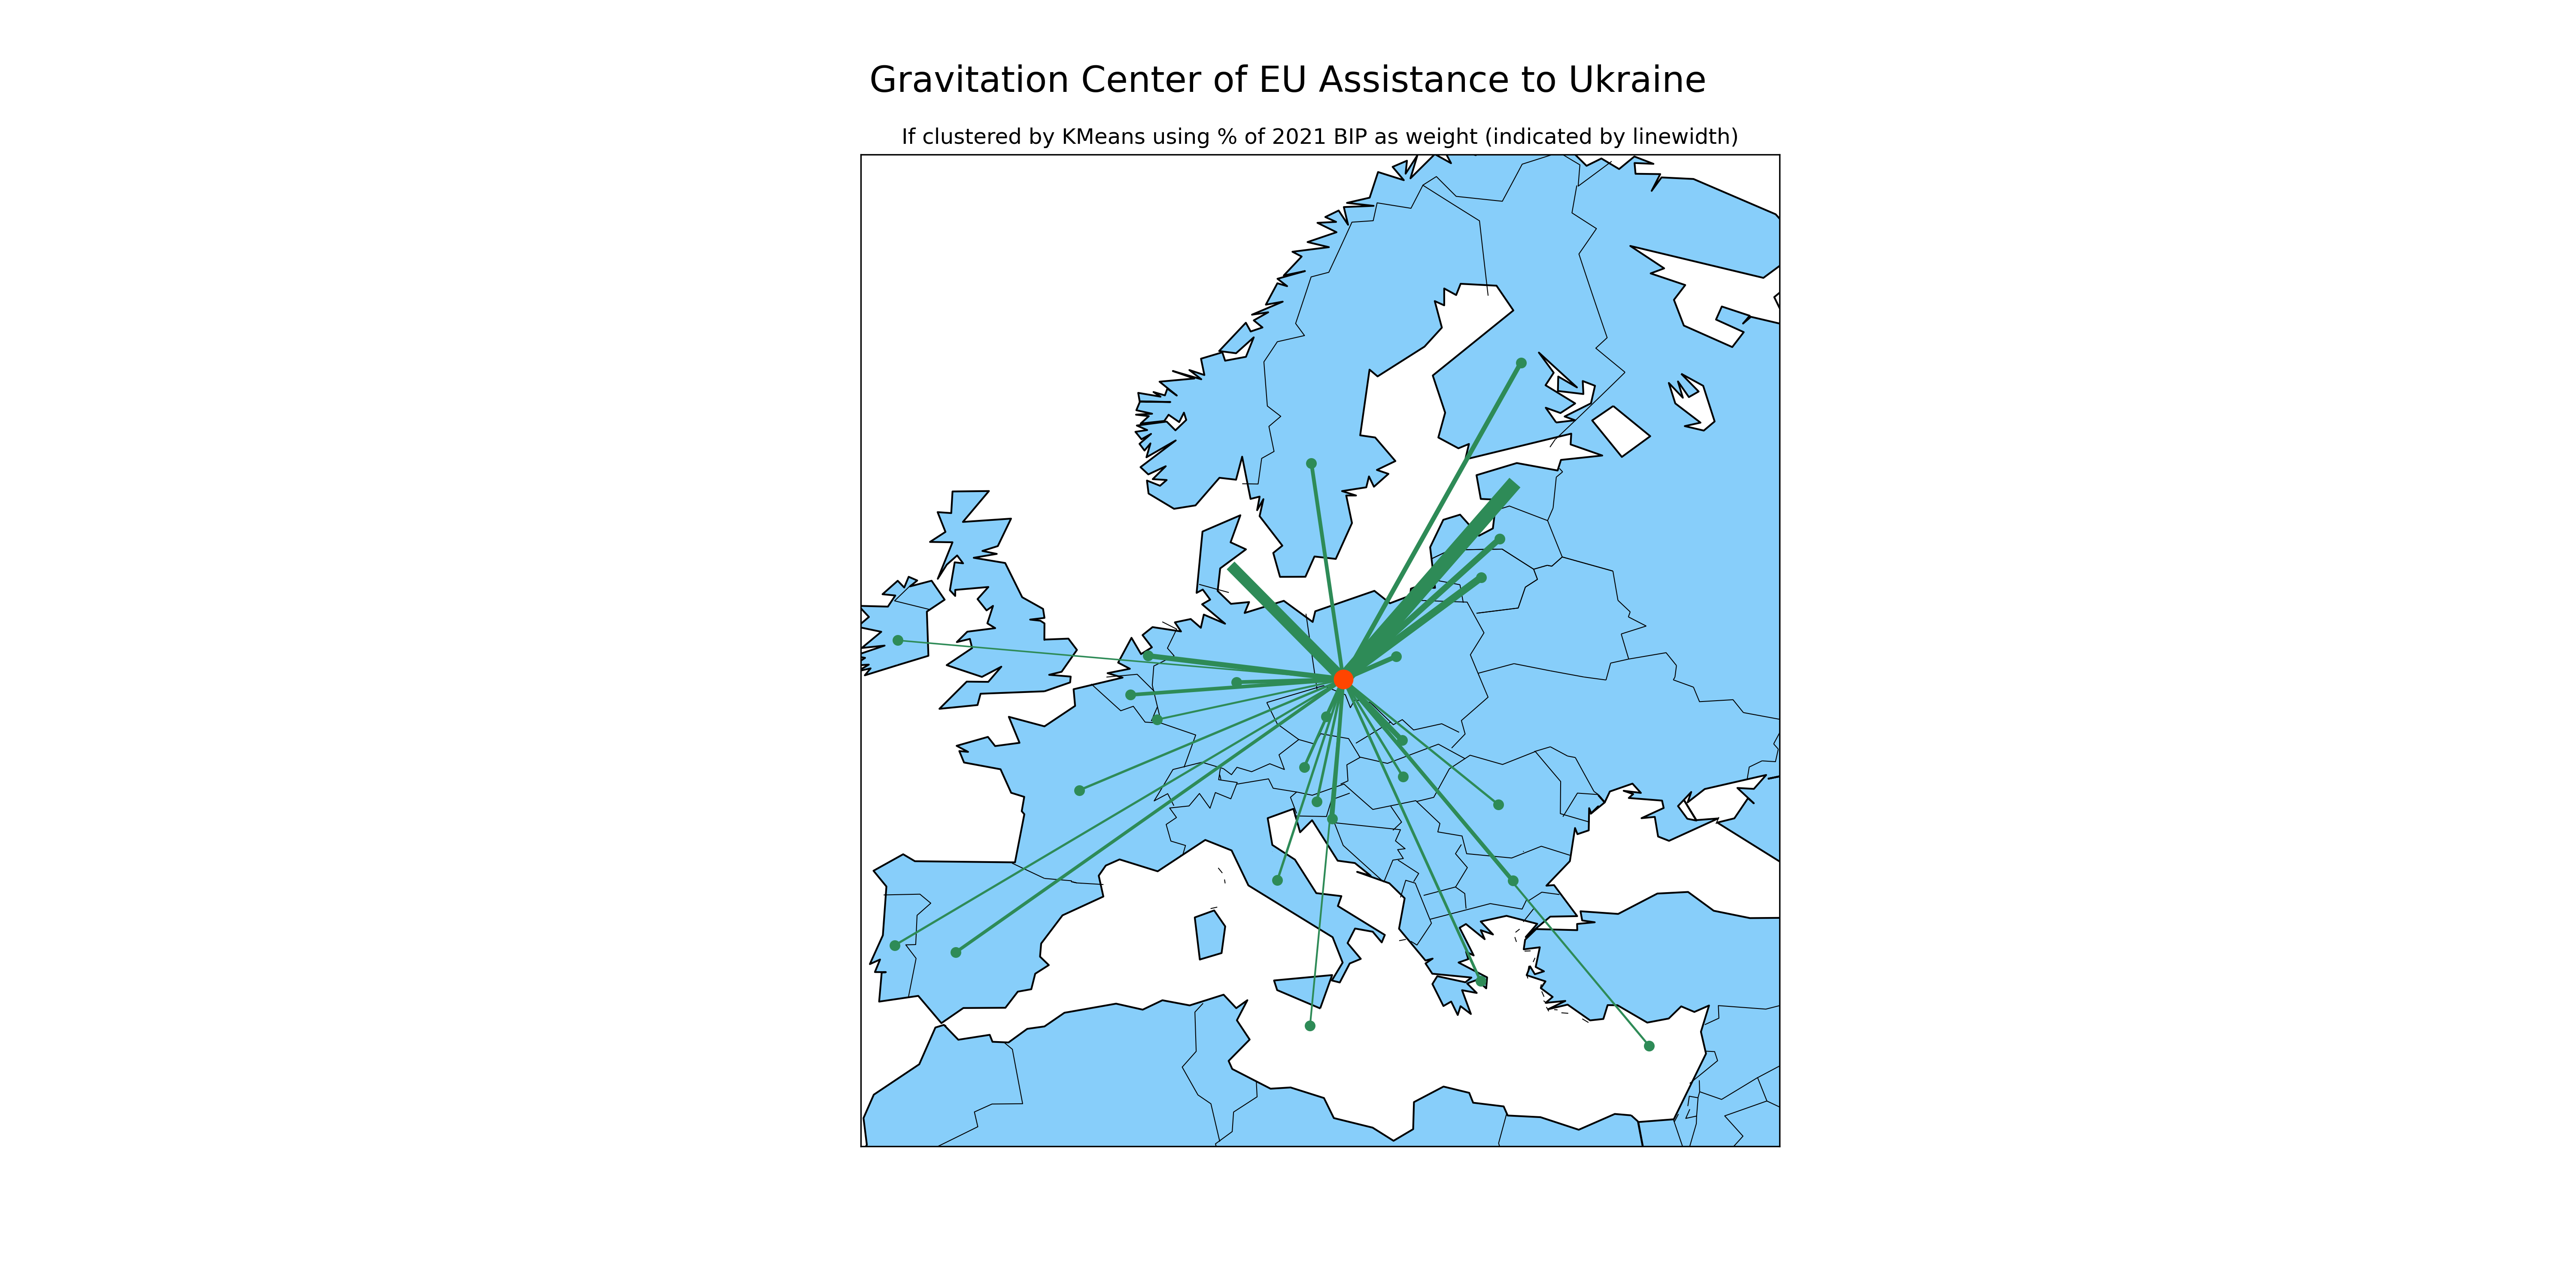 Gravitation Center of EU Assistance to Ukraine
If clustered by KMeans using % of 2021 BIP as weight (indicated by linewidth)